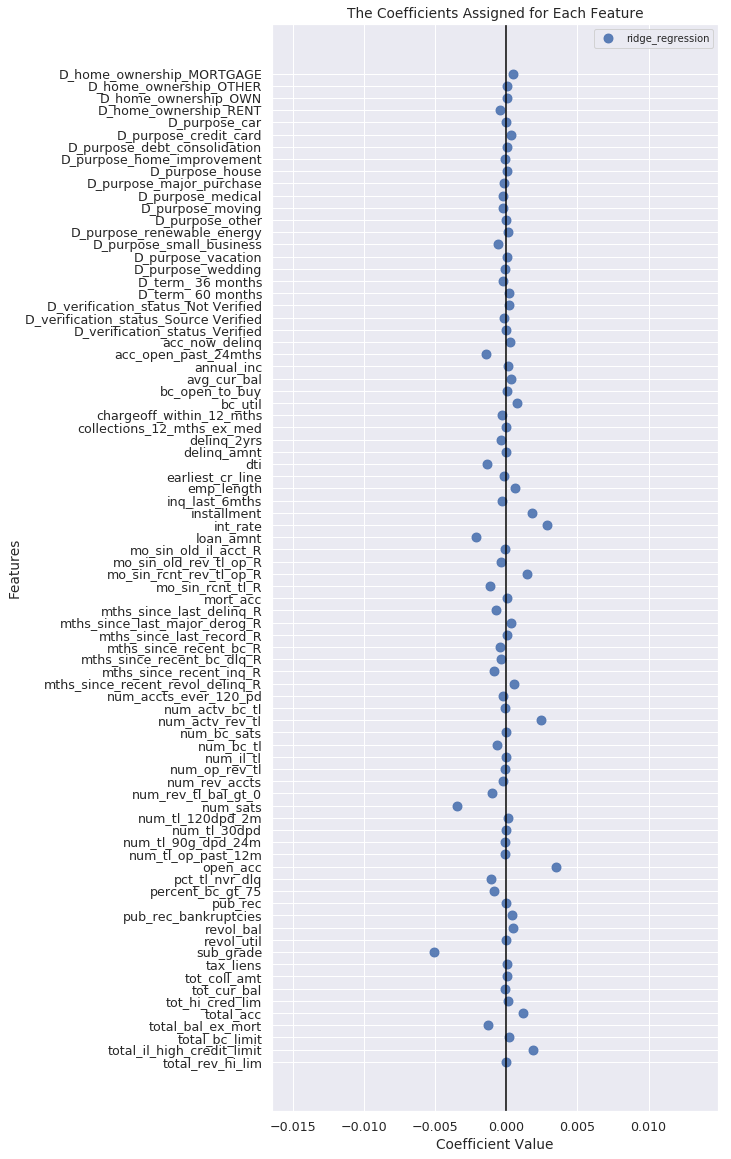 The Coefficients Assigned for Each Feature
ridge_regression
D_home_ownership_MORTGAGE
D_home_ownership_OTHER
D_home_ownership_OWN
D_home_ownership_RENT
D_purpose_car
D_purpose_credit_card
D_purpose_debt_consolidation
D_purpose_home_improvement
D_purpose_house
D_purpose_major_purchase
D_purpose_medical
D_purpose_moving
D_purpose_other
D_purpose_renewable_energy
D_purpose_small_business
D_purpose_vacation
D_purpose_wedding
D_term_ 36 months
D_term_ 60 months
D_verification_status_Not Verified
D_verification_status_Source Verified
D_verification_status_Verified
acc_now_delinq
acc_open_past_24mths
annual_inc
avg_cur_bal
bc_open_to_buy
bc_util
chargeoff_within_12_mths
collections_12_mths_ex_med
delinq_2yrs
delinq_amnt
dti
earliest_cr_line
emp_length
inq_last_6mths
installment
int_rate
loan_amnt
mo_sin_old_il_acct_R
mo_sin_old_rev_tl_op_R
mo_sin_rcnt_rev_tl_op_R
mo_sin_rcnt_tl_R
mort_acc
mths_since_last_delinq_R
mths_since_last_major_derog_R
mths_since_last_record_R
mths_since_recent_bc_R
mths_since_recent_bc_dlq_R
mths_since_recent_inq_R
mths_since_recent_revol_delinq_R
num_accts_ever_120_pd
num_actv_bc_tl
num_actv_rev_tl
num_bc_sats
num_bc_tl
num_il_tl
num_op_rev_tl
num_rev_accts
num_rev_tl_bal_gt_0
num_sats
num_tl_120dpd_2m
num_tl_30dpd
num_tl_90g_dpd_24m
num_tl_op_past_12m
open_acc
pct_tl_nvr_dlq
percent_bc_gt_75
pub_rec
pub_rec_bankruptcies
revol_bal
revol_util
sub_grade
tax_liens
tot_coll_amt
tot_cur_bal
tot_hi_cred_lim
total_acc
total_bal_ex_mort
total_bc_limit
total_il_high_credit_limit
total_rev_hi_lim
Features
−0.015 −0.010 −0.005 0.000 0.005 0.010
Coefficient Value